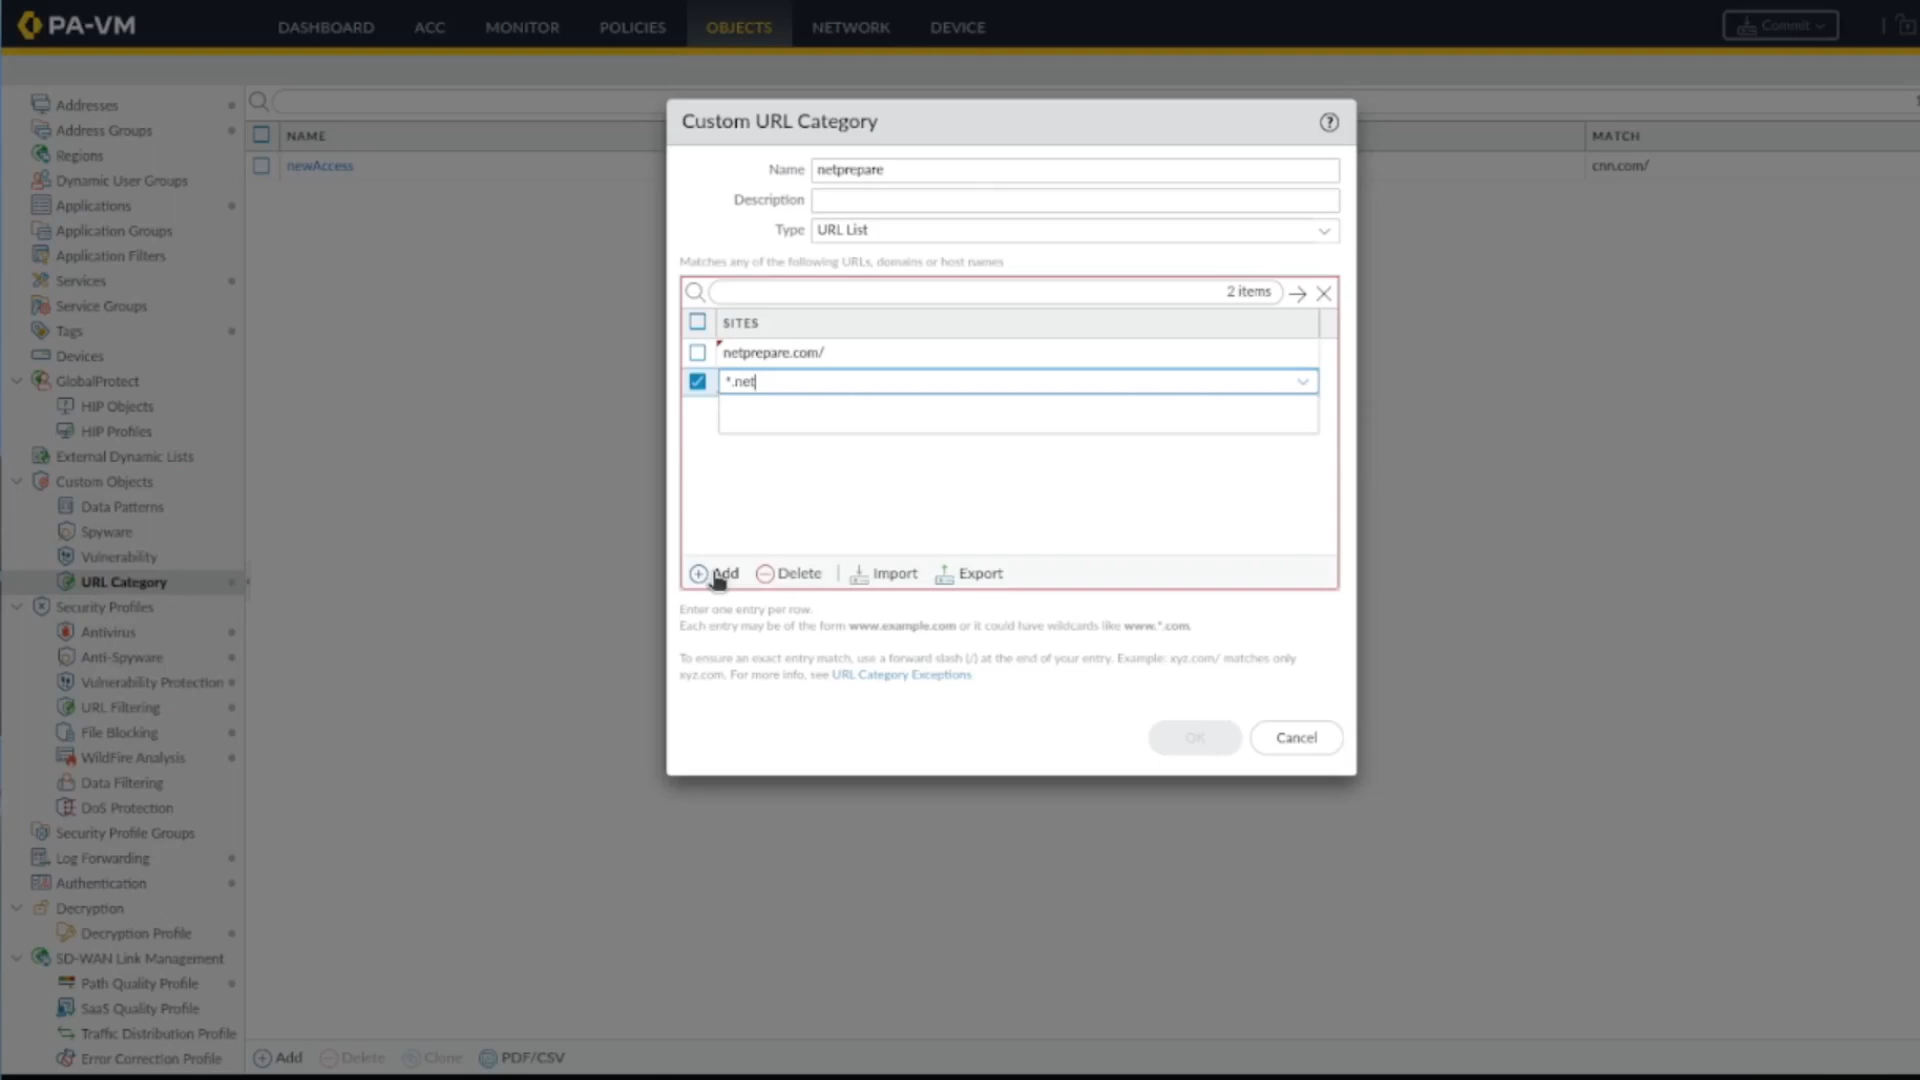 PA-VM
DASHBOARD ACC MONITOR POLICIES OBJECTS NETWORK DEVICE
Commit
Addresses
Address Groups
Regions
Dynamic User Groups
Applications
Application Groups
Application Filters
Services
Service Groups
Tags
Devices
GlobalProtect
HIP Objects
HIP Profiles
External Dynamic Lists
Custom Objects
Data Patterns
Spyware
Vulnerability
URL Category
Security Profiles
Antivirus
Anti-Spyware
Vulnerability Protection
URL Filtering
File Blocking
WildFire Analysis
Data Filtering
DoS Protection
Security Profile Groups
Log Forwarding
Authentication
Decryption
Decryption Profile
SD-WAN Link Management
Path Quality Profile
SaaS Quality Profile
Traffic Distribution Profile
Error Correction Profile
NAME MATCH
newAccess cnn.com/
Custom URL Category
Name netprepare
Description
Type URL List
Matches any of the following URLs, domains or host names
2 items
SITES
netprepare.com/
*.net
Add Delete Import Export
Enter one entry per row.
Each entry may be of the form www.example.com or it could have wildcards like www.*.com.
To ensure an exact entry match, use a forward slash (/) at the end of your entry. Example: xyz.com/ matches only
xyz.com. For more info, see URL Category Exceptions
OK Cancel
Add Delete Clone PDF/CSV